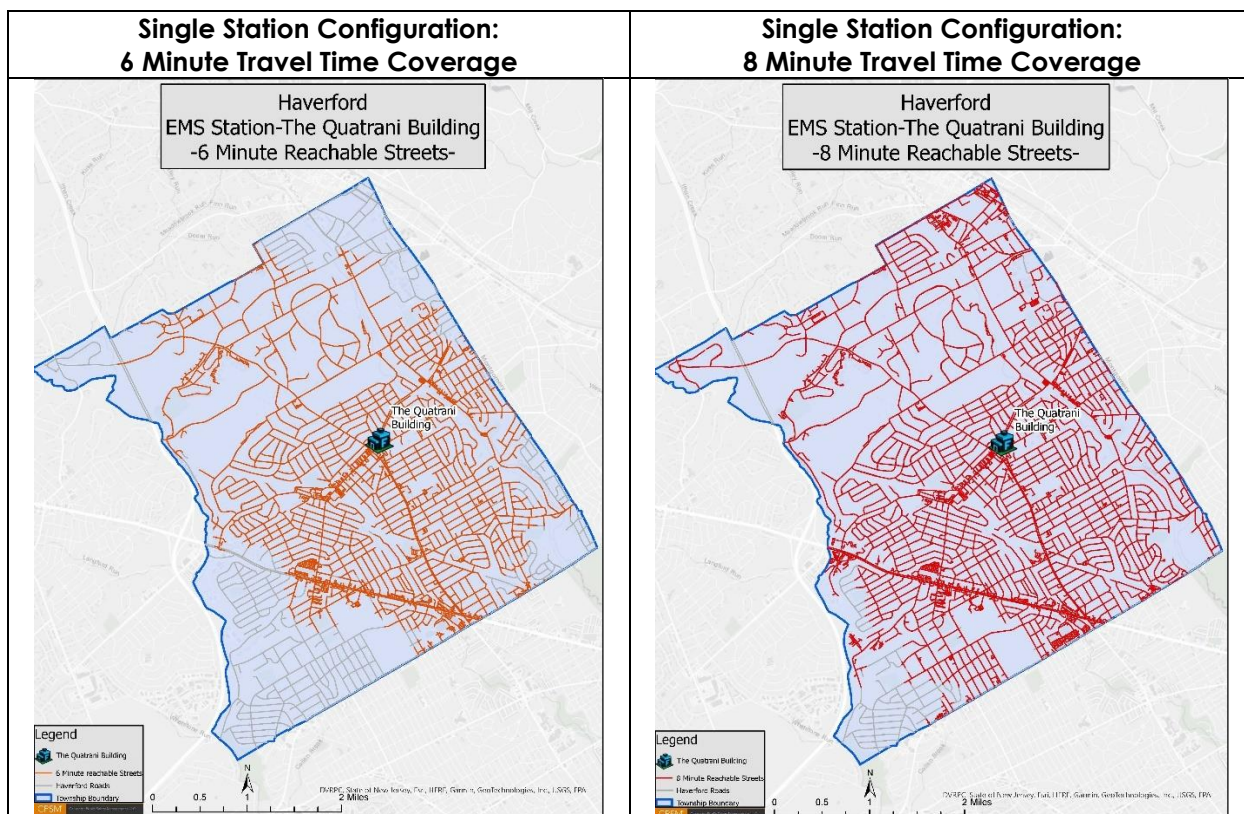 Single Station Configuration:
6 Minute Travel Time Coverage
Single Station Configuration:
8 Minute Travel Time Coverage
Haverford
EMS Station-The Quatrani Building
-6 Minute Reachable Streets-
The Quatrani
Building
Legend
The Quatrani Building
6 Minute reachable Streets
Haverford Roads
Township Boundary
CPSM
0 0.5 1 2 Miles
N
Haverford
EMS Station-The Quatrani Building
-8 Minute Reachable Streets-
The Quatrani
Building
Legend
The Quatrani Building
8 Minute Reachable Streets
Haverford Roads
Township Boundary
0 0.5 1 2 Miles
N